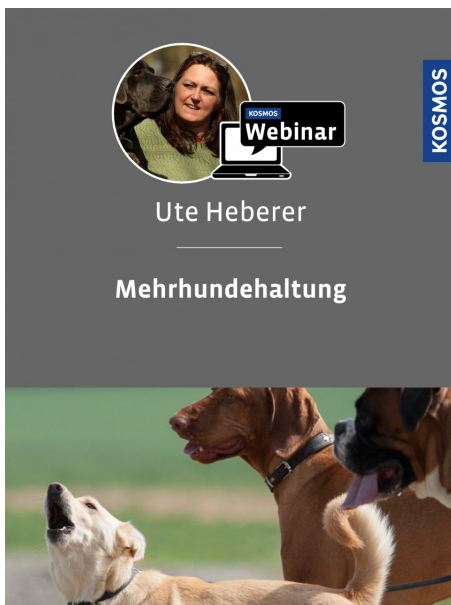 KOSMOS
KOSMOS
Webinar
Ute Heberer
Mehrhundehaltung